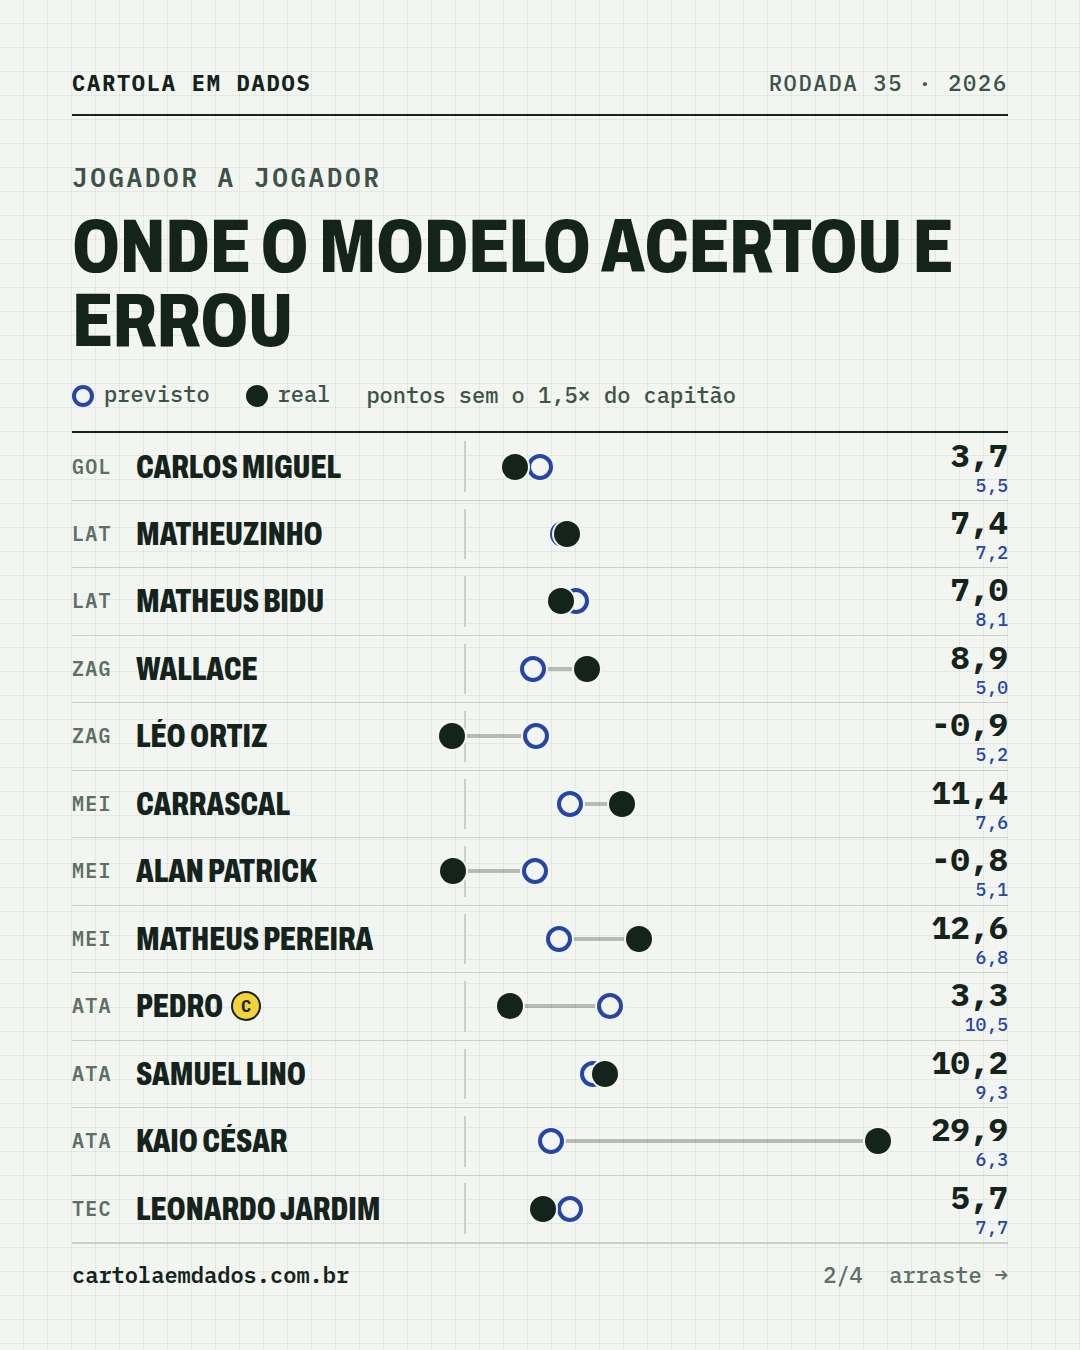 CARTOLA EM DADOS
RODADA 35 · 2026
JOGADOR A JOGADOR
ONDE O MODELO ACERTOU E
ERROU
previsto real pontos sem o 1,5× do capitão
GOL CARLOS MIGUEL 3,7
5,5
LAT MATHEUZINHO 7,4
7,2
LAT MATHEUS BIDU 7,0
8,1
ZAG WALLACE 8,9
5,0
ZAG LÉO ORTIZ -0,9
5,2
MEI CARRASCAL 11,4
7,6
MEI ALAN PATRICK -0,8
5,1
MEI MATHEUS PEREIRA 12,6
6,8
ATA PEDRO C 3,3
10,5
ATA SAMUEL LINO 10,2
9,3
ATA KAIO CÉSAR 29,9
6,3
TEC LEONARDO JARDIM 5,7
7,7
cartolaemdados.com.br
2/4 arraste →